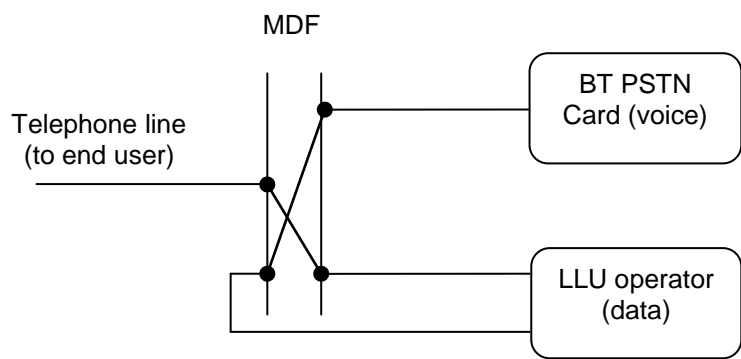 MDF
BT PSTN
Card (voice)
Telephone line
(to end user)
LLU operator
(data)